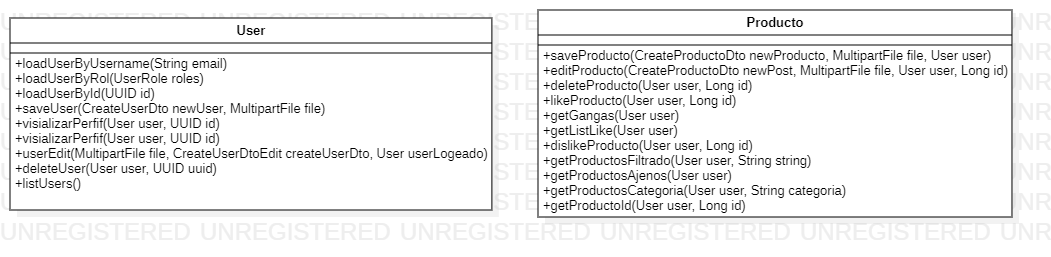 User
+loadUserByUsername(String email)
+loadUserByRol(UserRole roles)
+loadUserById(UUID id)
+saveUser(CreateUserDto newUser, MultipartFile file)
+visializarPerfif(User user, UUID id)
+visializarPerfif(User user, UUID id)
+userEdit(MultipartFile file, CreateUserDtoEdit createUserDto, User userLogeado)
+deleteUser(User user, UUID uuid)
+listUsers()
Producto
+saveProducto(CreateProductoDto newProducto, MultipartFile file, User user)
+editProducto(CreateProductoDto newPost, MultipartFile file, User user, Long id)
+deleteProducto(User user, Long id)
+likeProducto(User user, Long id)
+getGangas(User user)
+getListLike(User user)
+dislikeProducto(User user, Long id)
+getProductosFiltrado(User user, String string)
+getProductosAjenos(User user)
+getProductosCategoria(User user, String categoria)
+getProductoId(User user, Long id)
UNREGISTERED UNREGISTERED UNREGISTERED UNREGISTERED UNREGISTERED UNR